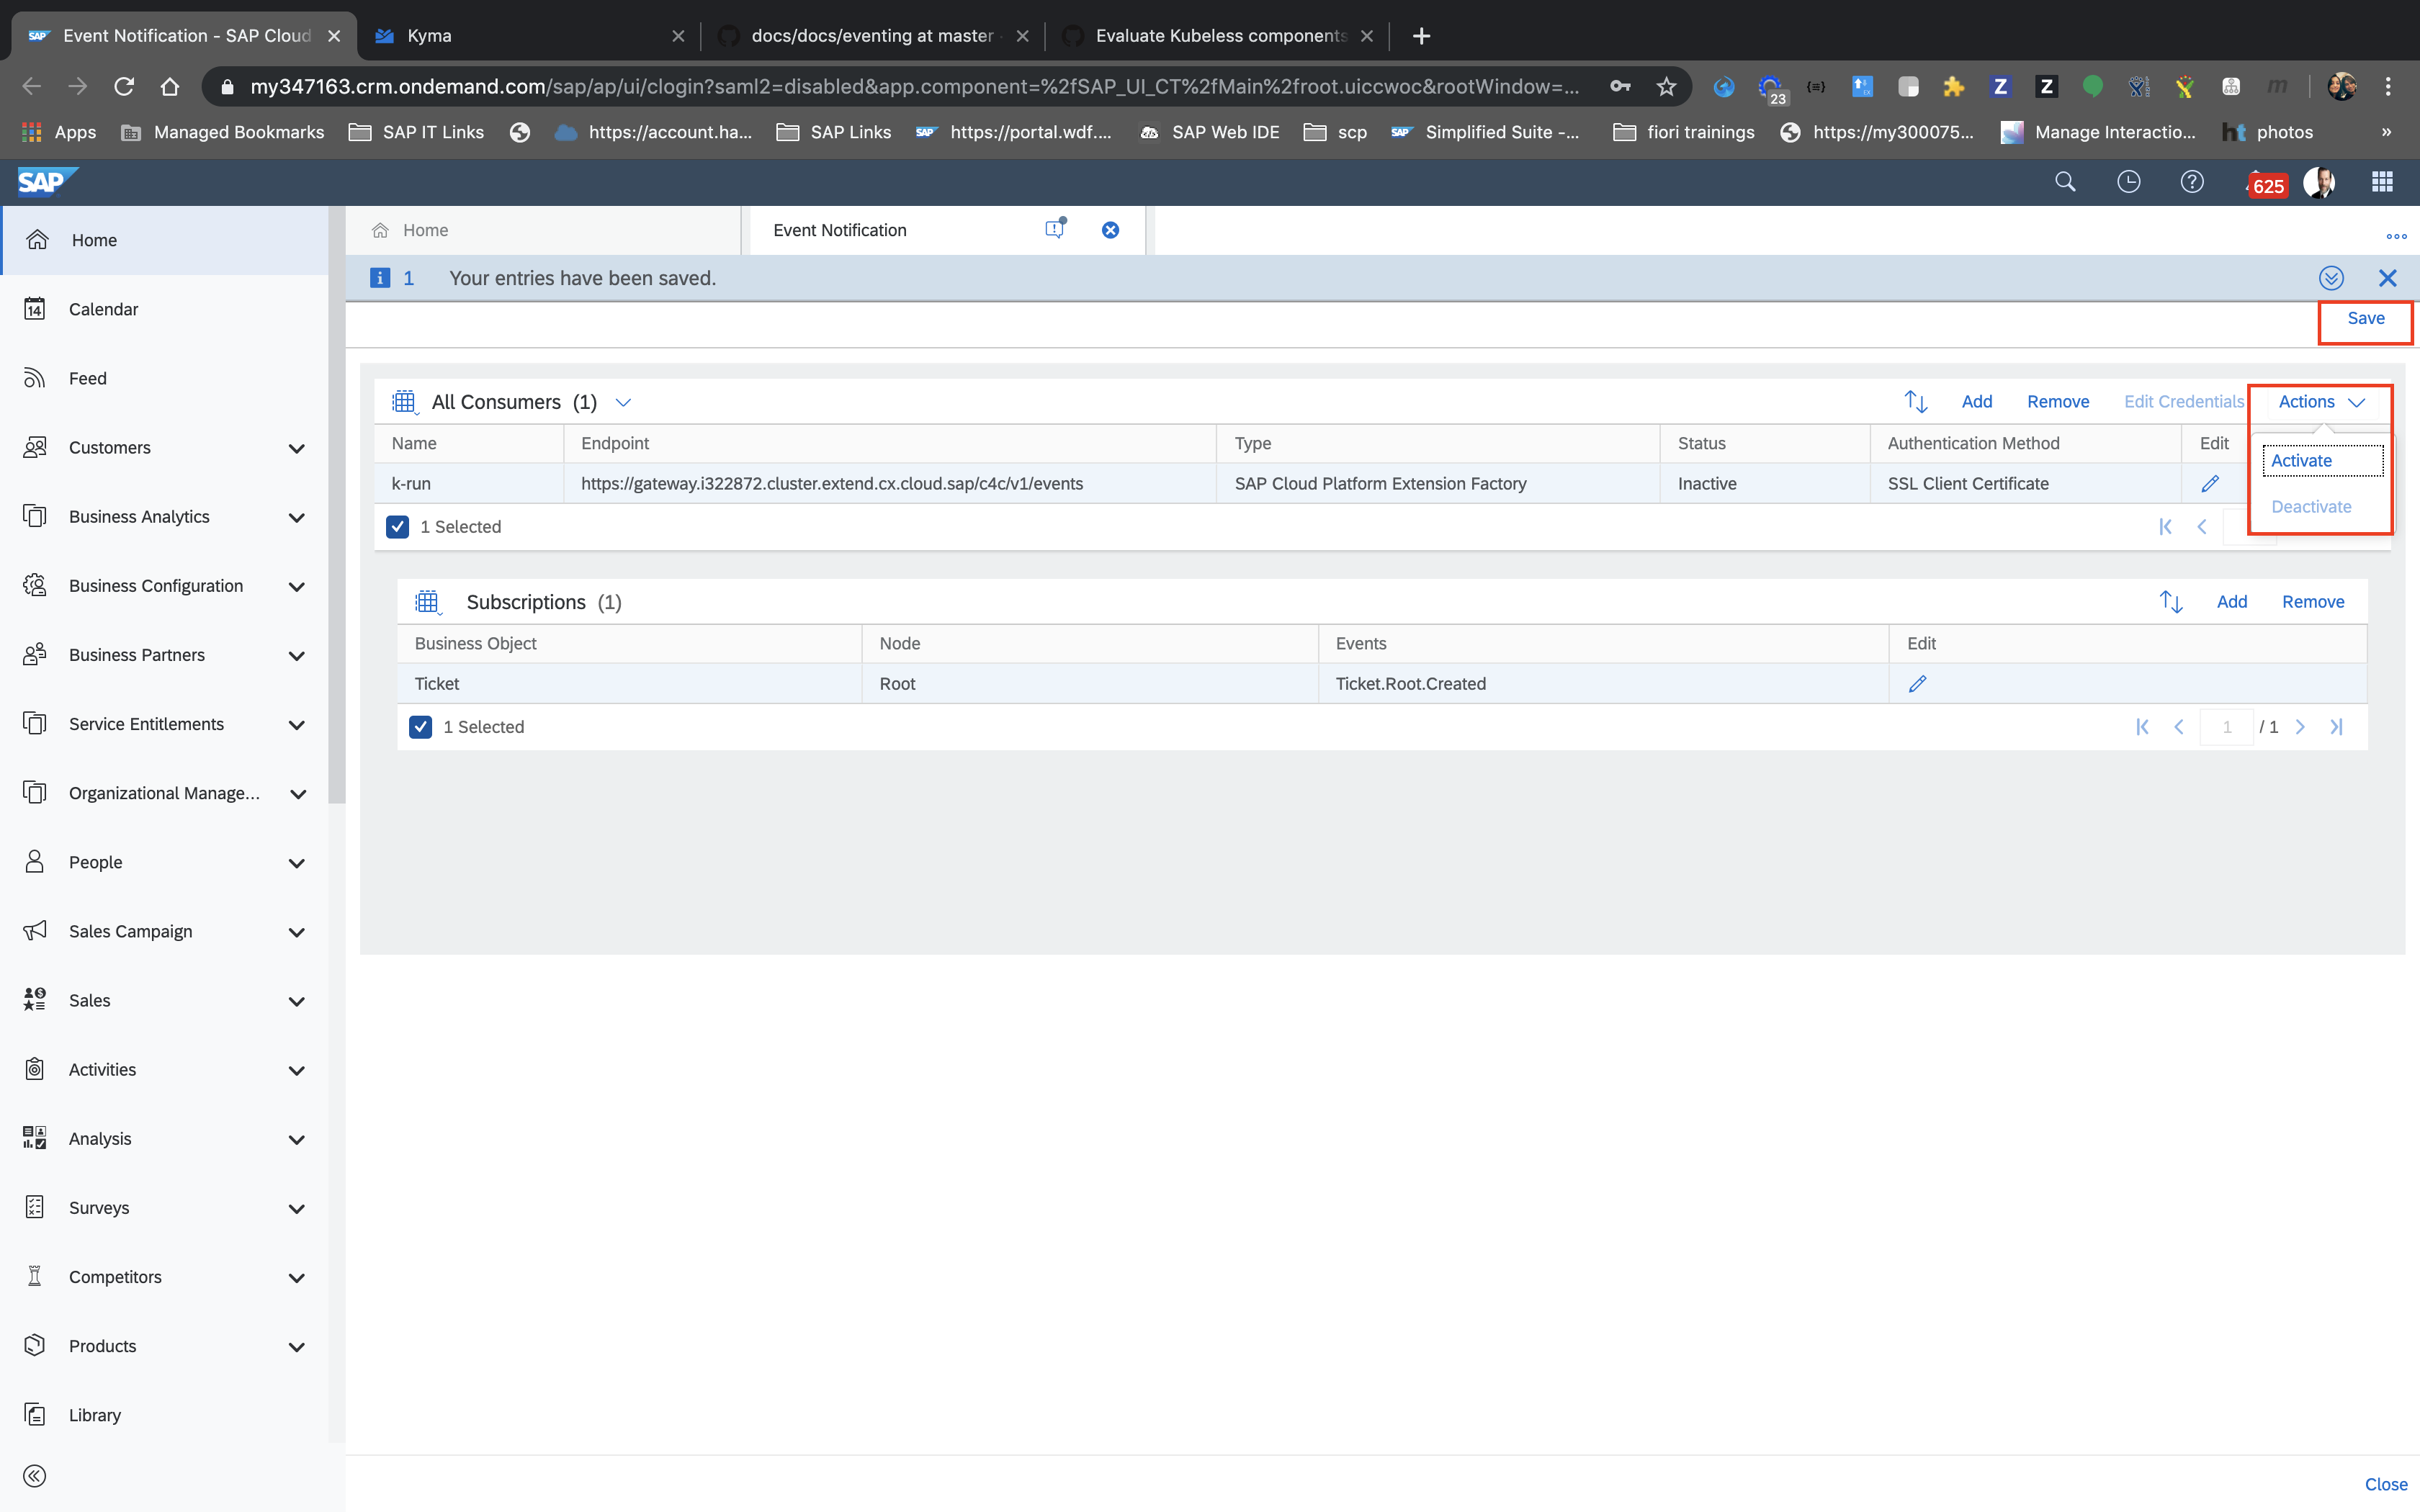 Event Notification - SAP Cloud
Kyma
docs/docs/eventing at master
Evaluate Kubeless components
my347163.crm.ondemand.com/sap/ap/ui/clogin?saml2=disabled&app.component=%2fSAP_UI_CT%2fMain%2froot.uiccwoc&rootWindow=...
23
Z
Z
m
Apps
Managed Bookmarks
SAP IT Links
https://account.ha...
SAP Links
SAP
https://portal.wdf....
SAP Web IDE
scp
SAP
Simplified Suite -...
fiori trainings
https://my300075...
Manage Interactio...
ht photos
»
SAP
625
Home
Calendar
14
Feed
Customers
Business Analytics
Business Configuration
Business Partners
Service Entitlements
Organizational Manage...
People
Sales Campaign
Sales
Activities
Analysis
Surveys
Competitors
Products
Library
Home
Event Notification
1 Your entries have been saved.
Save
All Consumers (1)
Add
Remove
Edit Credentials
Actions
Activate
Deactivate
Name Endpoint Type Status Authentication Method Edit
k-run https://gateway.i322872.cluster.extend.cx.cloud.sap/c4c/v1/events SAP Cloud Platform Extension Factory Inactive SSL Client Certificate
1 Selected
Subscriptions (1)
Add
Remove
Business Object Node Events Edit
Ticket Root Ticket.Root.Created
1 Selected
1 / 1
Close